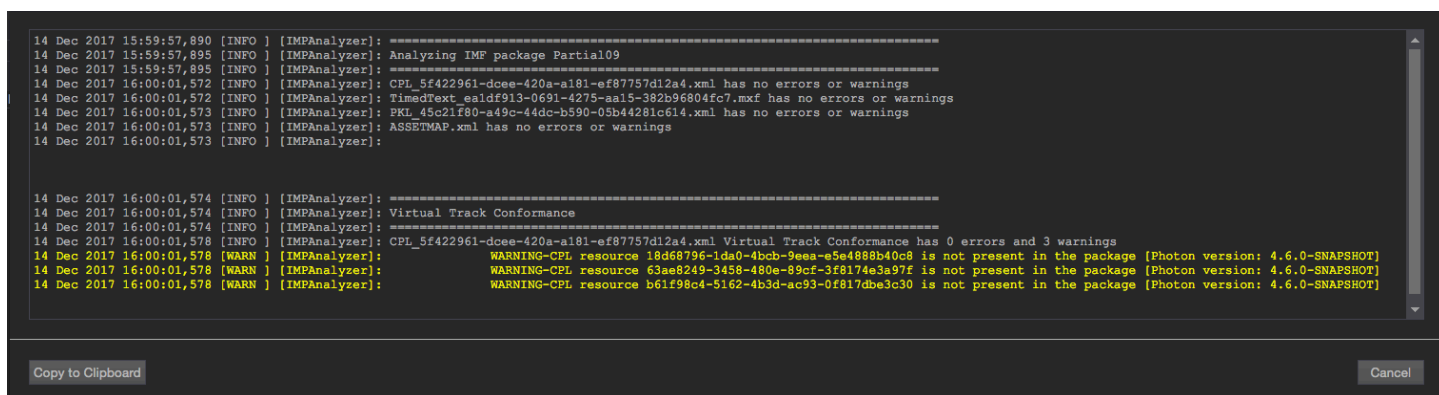 14 Dec 2017 15:59:57,890 [INFO ] [IMPAnalyzer]: ==========================================================================
14 Dec 2017 15:59:57,895 [INFO ] [IMPAnalyzer]: Analyzing IMF package Partial09
14 Dec 2017 15:59:57,895 [INFO ] [IMPAnalyzer]: ==========================================================================
14 Dec 2017 16:00:01,572 [INFO ] [IMPAnalyzer]: CPL_5f422961-dcee-420a-a181-ef87757d12a4.xml has no errors or warnings
14 Dec 2017 16:00:01,572 [INFO ] [IMPAnalyzer]: TimedText_ea1df913-0691-4275-aa15-382b96804fc7.mxf has no errors or warnings
14 Dec 2017 16:00:01,573 [INFO ] [IMPAnalyzer]: PKL_45c21f80-a49c-44dc-b590-05b44281c614.xml has no errors or warnings
14 Dec 2017 16:00:01,573 [INFO ] [IMPAnalyzer]: ASSETMAP.xml has no errors or warnings
14 Dec 2017 16:00:01,573 [INFO ] [IMPAnalyzer]:
14 Dec 2017 16:00:01,574 [INFO ] [IMPAnalyzer]: ==========================================================================
14 Dec 2017 16:00:01,574 [INFO ] [IMPAnalyzer]: Virtual Track Conformance
14 Dec 2017 16:00:01,574 [INFO ] [IMPAnalyzer]: ==========================================================================
14 Dec 2017 16:00:01,578 [INFO ] [IMPAnalyzer]: CPL_5f422961-dcee-420a-a181-ef87757d12a4.xml Virtual Track Conformance has 0 errors and 3 warnings
14 Dec 2017 16:00:01,578 [WARN ] [IMPAnalyzer]: WARNING-CPL resource 18d68796-1da0-4bcb-9eea-e5e4888b40c8 is not present in the package [Photon version: 4.6.0-SNAPSHOT]
14 Dec 2017 16:00:01,578 [WARN ] [IMPAnalyzer]: WARNING-CPL resource 63ae8249-3458-480e-89cf-3f8174e3a97f is not present in the package [Photon version: 4.6.0-SNAPSHOT]
14 Dec 2017 16:00:01,578 [WARN ] [IMPAnalyzer]: WARNING-CPL resource b61f98c4-5162-4b3d-ac93-0f817dbe3c30 is not present in the package [Photon version: 4.6.0-SNAPSHOT]
Copy to Clipboard
Cancel